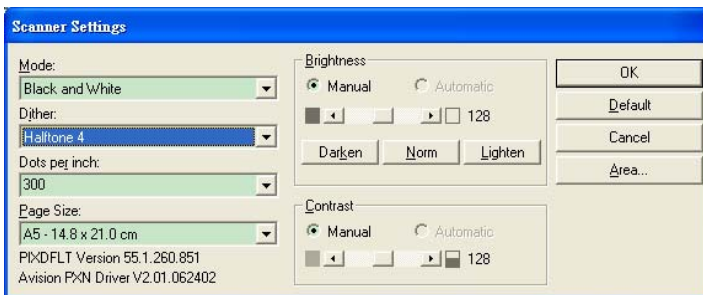 Scanner Settings
Mode:
Black and White
Dither:
Halftone 4
Dots per inch:
300
Page Size:
A5 - 14.8 x 21.0 cm
PIXDFLT Version 55.1.260.851
Avision PXN Driver V2.01.062402
Brightness
Manual Automatic
128
Darken Norm Lighten
Contrast
Manual Automatic
128
OK
Default
Cancel
Area...